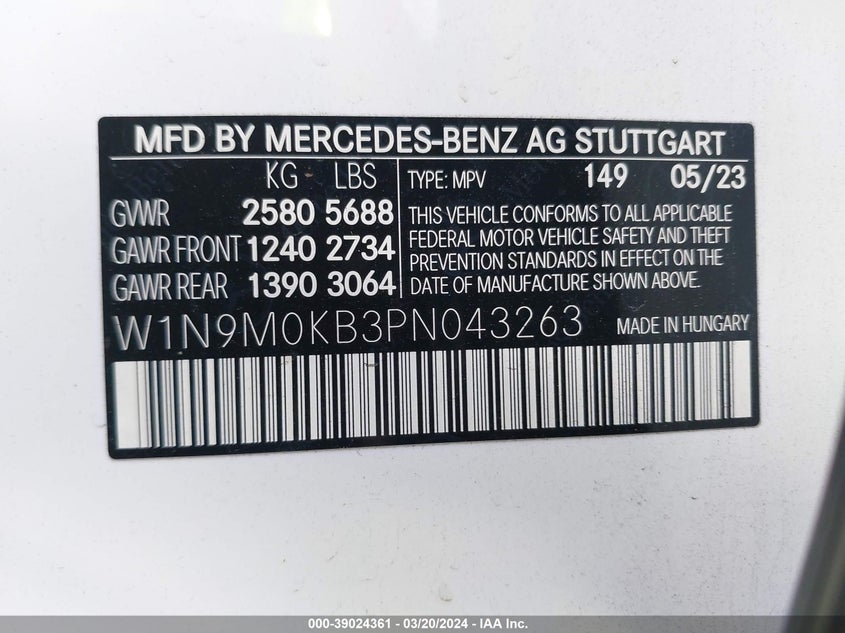 MFD BY MERCEDES-BENZ AG STUTTGART
KG LBS
GVWR 2580 5688
GAWR FRONT 1240 2734
GAWR REAR 1390 3064
TYPE: MPV 149 05/23
THIS VEHICLE CONFORMS TO ALL APPLICABLE
FEDERAL MOTOR VEHICLE SAFETY AND THEFT
PREVENTION STANDARDS IN EFFECT ON THE
DATE OF MANUFACTURE SHOWN ABOVE.
W1N9M0KB3PN043263 MADE IN HUNGARY
000-39024361 - 03/20/2024 - IAA Inc.